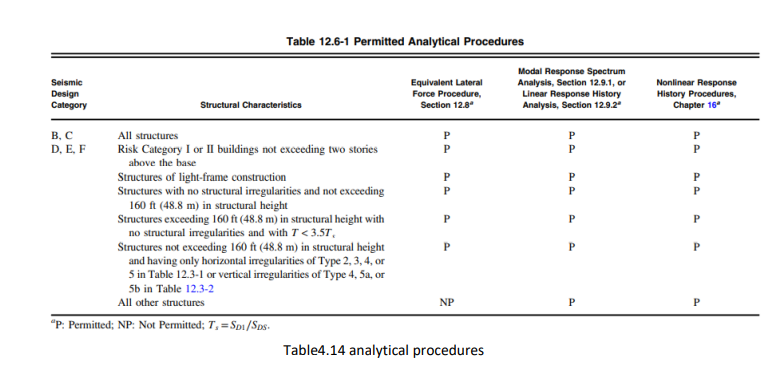 Table 12.6-1 Permitted Analytical Procedures
Seismic Design Category
Structural Characteristics
Equivalent Lateral Force Procedure, Section 12.8ᵃ
Modal Response Spectrum Analysis, Section 12.9.1, or Linear Response History Analysis, Section 12.9.2ᵃ
Nonlinear Response History Procedures, Chapter 16ᵃ
B, C All structures P P P
D, E, F Risk Category I or II buildings not exceeding two stories P P P
above the base
Structures of light-frame construction P P P
Structures with no structural irregularities and not exceeding P P P
160 ft (48.8 m) in structural height
Structures exceeding 160 ft (48.8 m) in structural height with P P P
no structural irregularities and with T < 3.5Tₛ
Structures not exceeding 160 ft (48.8 m) in structural height P P P
and having only horizontal irregularities of Type 2, 3, 4, or
5 in Table 12.3-1 or vertical irregularities of Type 4, 5a, or
5b in Table 12.3-2
All other structures NP P P
ᵃP: Permitted; NP: Not Permitted; Tₛ = S_D1/S_DS.
Table4.14 analytical procedures